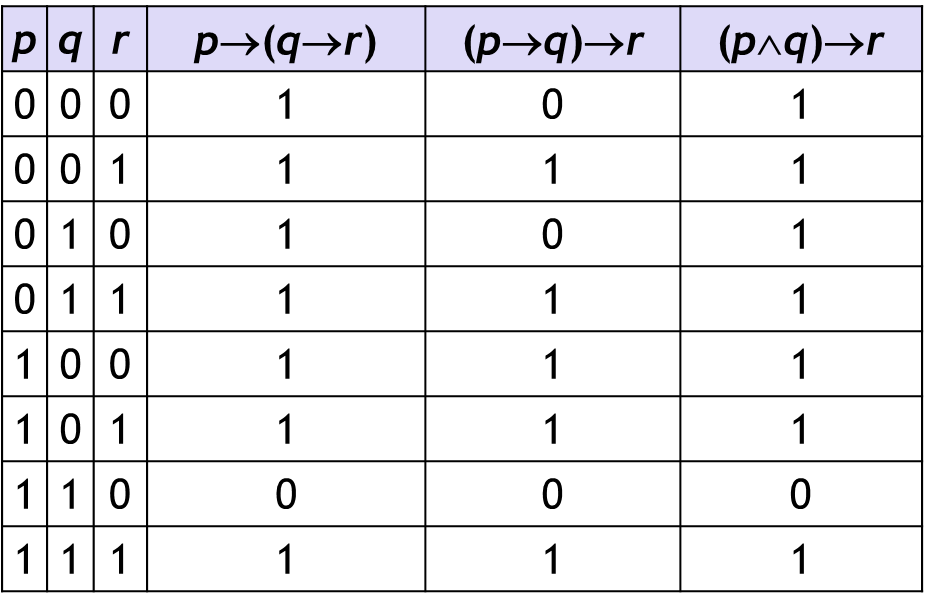 p q r p→(q→r) (p→q)→r (p∧q)→r
0 0 0 1 0 1
0 0 1 1 1 1
0 1 0 1 0 1
0 1 1 1 1 1
1 0 0 1 1 1
1 0 1 1 1 1
1 1 0 0 0 0
1 1 1 1 1 1